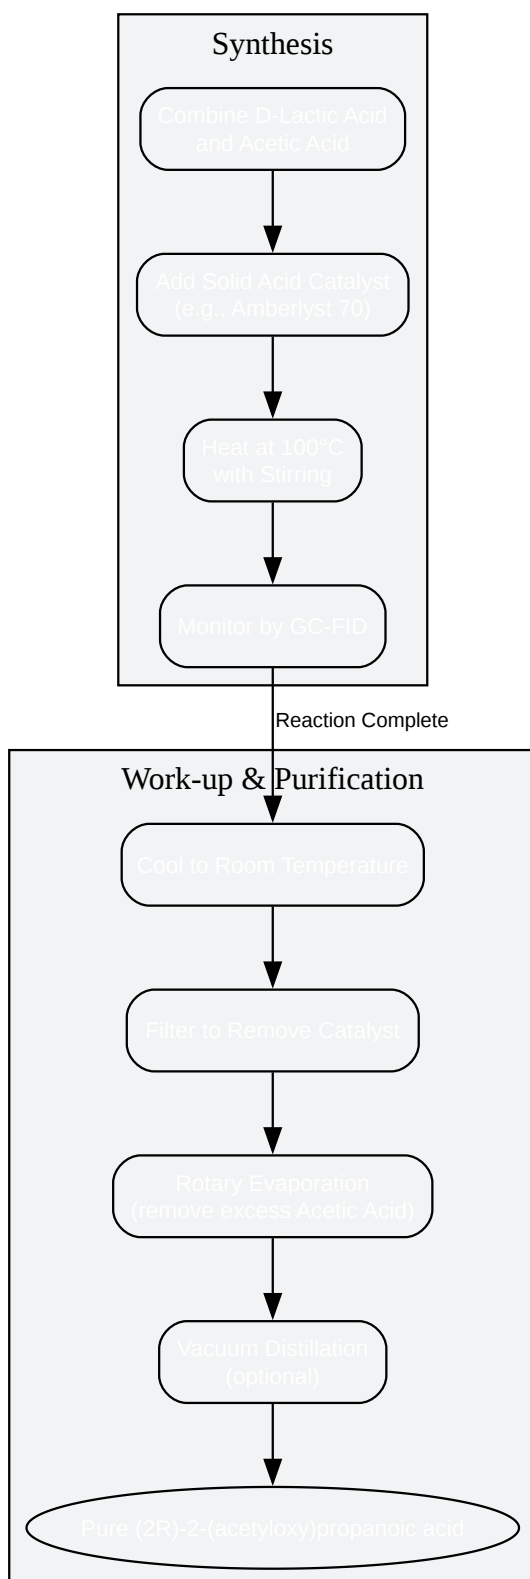 Synthesis
Combine D-Lactic Acid
and Acetic Acid
Add Solid Acid Catalyst
(e.g., Amberlyst 70)
Heat at 100°C
with Stirring
Monitor by GC-FID
Reaction Complete
Work-up & Purification
Cool to Room Temperature
Filter to Remove Catalyst
Rotary Evaporation
(remove excess Acetic Acid)
Vacuum Distillation
(optional)
Pure (2R)-2-(acetyloxy)propanoic acid